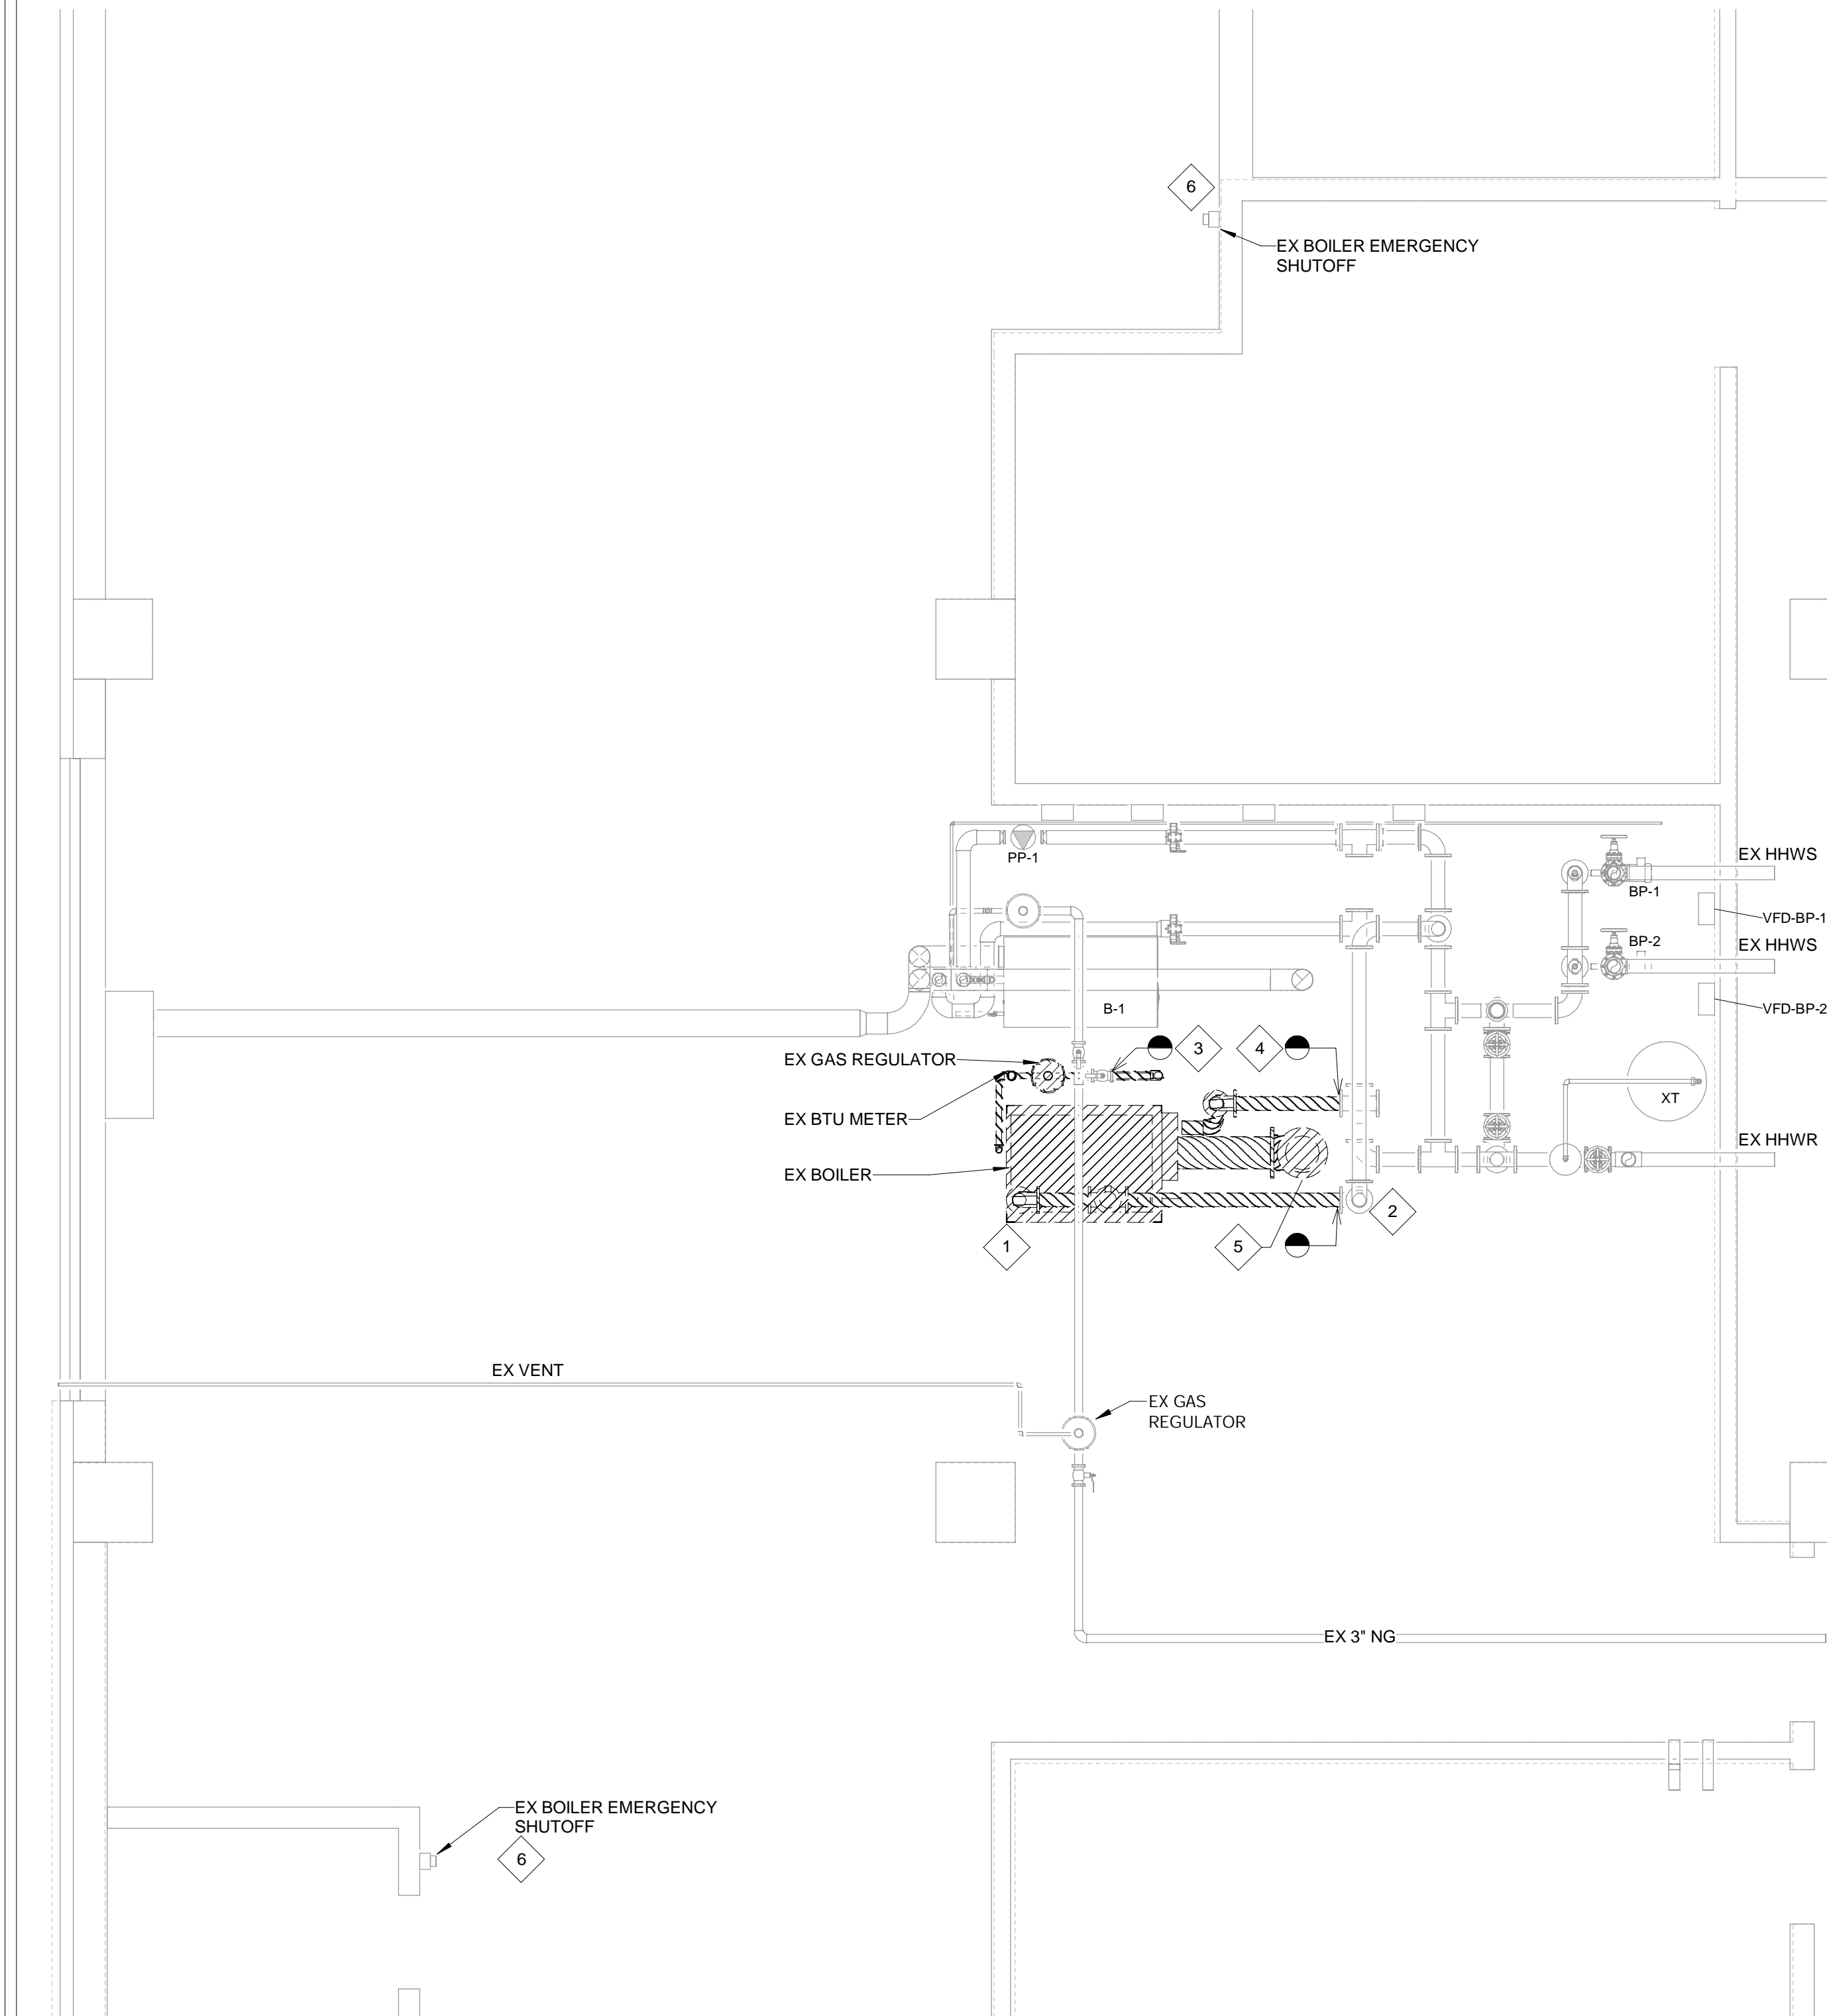 6
EX BOILER EMERGENCY
SHUTOFF
PP-1
EX HHWS
BP-1
VFD-BP-1
BP-2
EX HHWS
B-1
VFD-BP-2
3
4
EX GAS REGULATOR
XT
EX BTU METER
EX HHWR
EX BOILER
2
1
5
EX VENT
EX GAS
REGULATOR
EX 3" NG
EX BOILER EMERGENCY
SHUTOFF
6